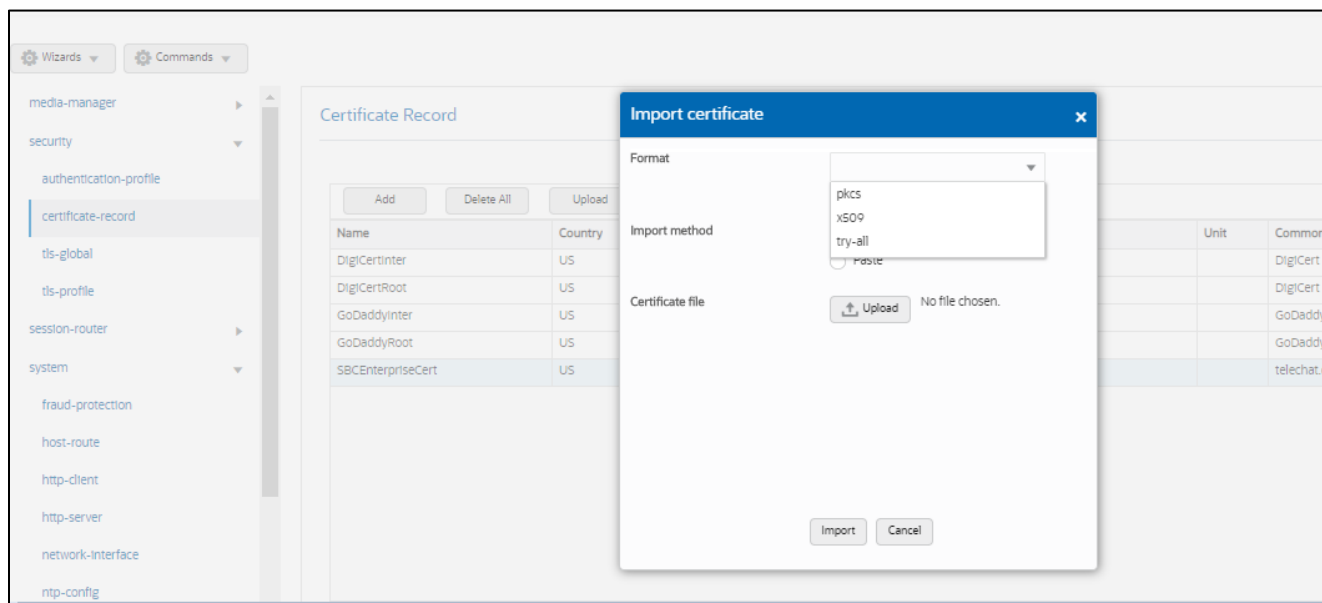 Wizards
Commands
media-manager
security
authentication-profile
certificate-record
tls-global
tls-profile
session-router
system
fraud-protection
host-route
http-client
http-server
network-interface
ntp-config
Certificate Record
Add Delete All Upload
Name Country Unit Common
DigiCertInter US DigiCert
DigiCertRoot US DigiCert
GoDaddyInter US GoDaddy
GoDaddyRoot US GoDaddy
SBCEnterpriseCert US telechat.
Import certificate ×
Format
pkcs
x509
try-all
Import method
Paste
Certificate file
Upload No file chosen.
Import Cancel